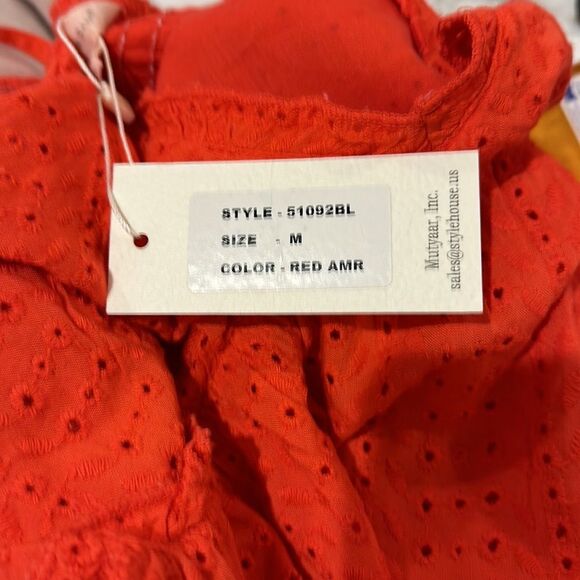 STYLE - 51092BL
SIZE - M
COLOR - RED AMR
Mutyaar, Inc.
sales@stylehouse.us